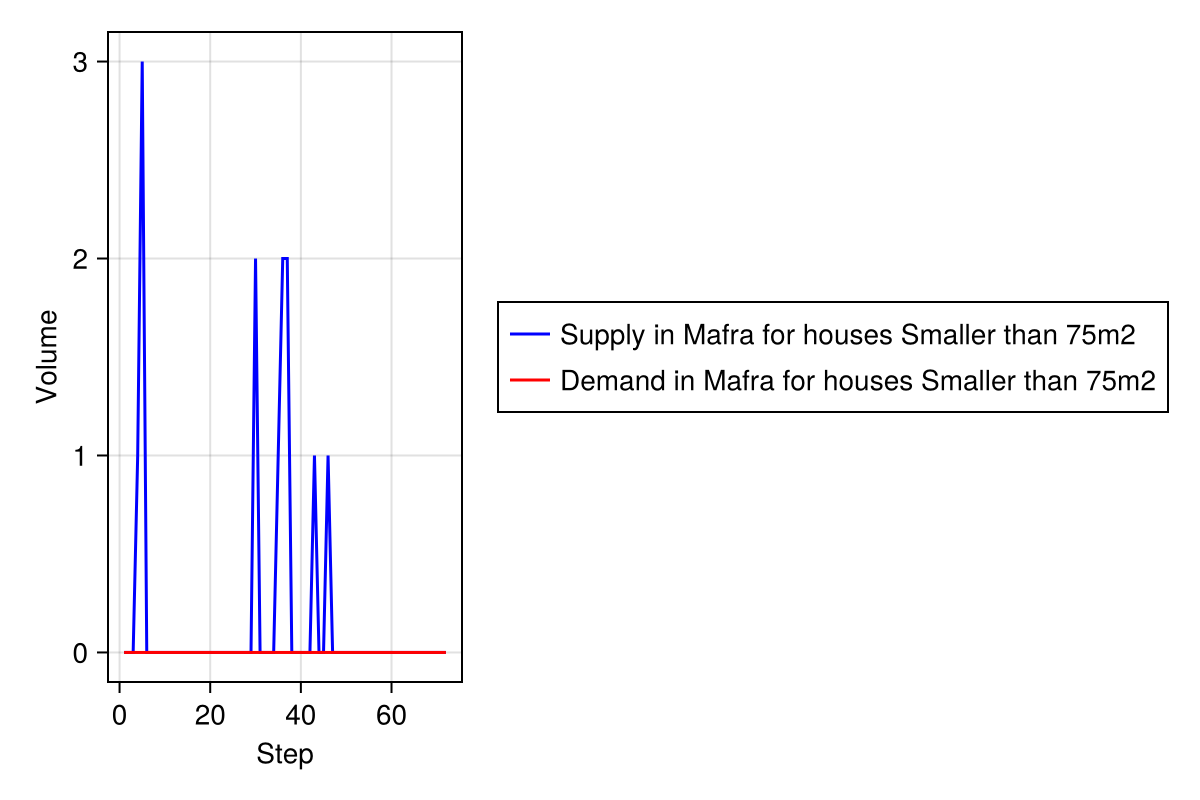 3
2
1
0
Volume
0 20 40 60
Step
Supply in Mafra for houses Smaller than 75m2
Demand in Mafra for houses Smaller than 75m2